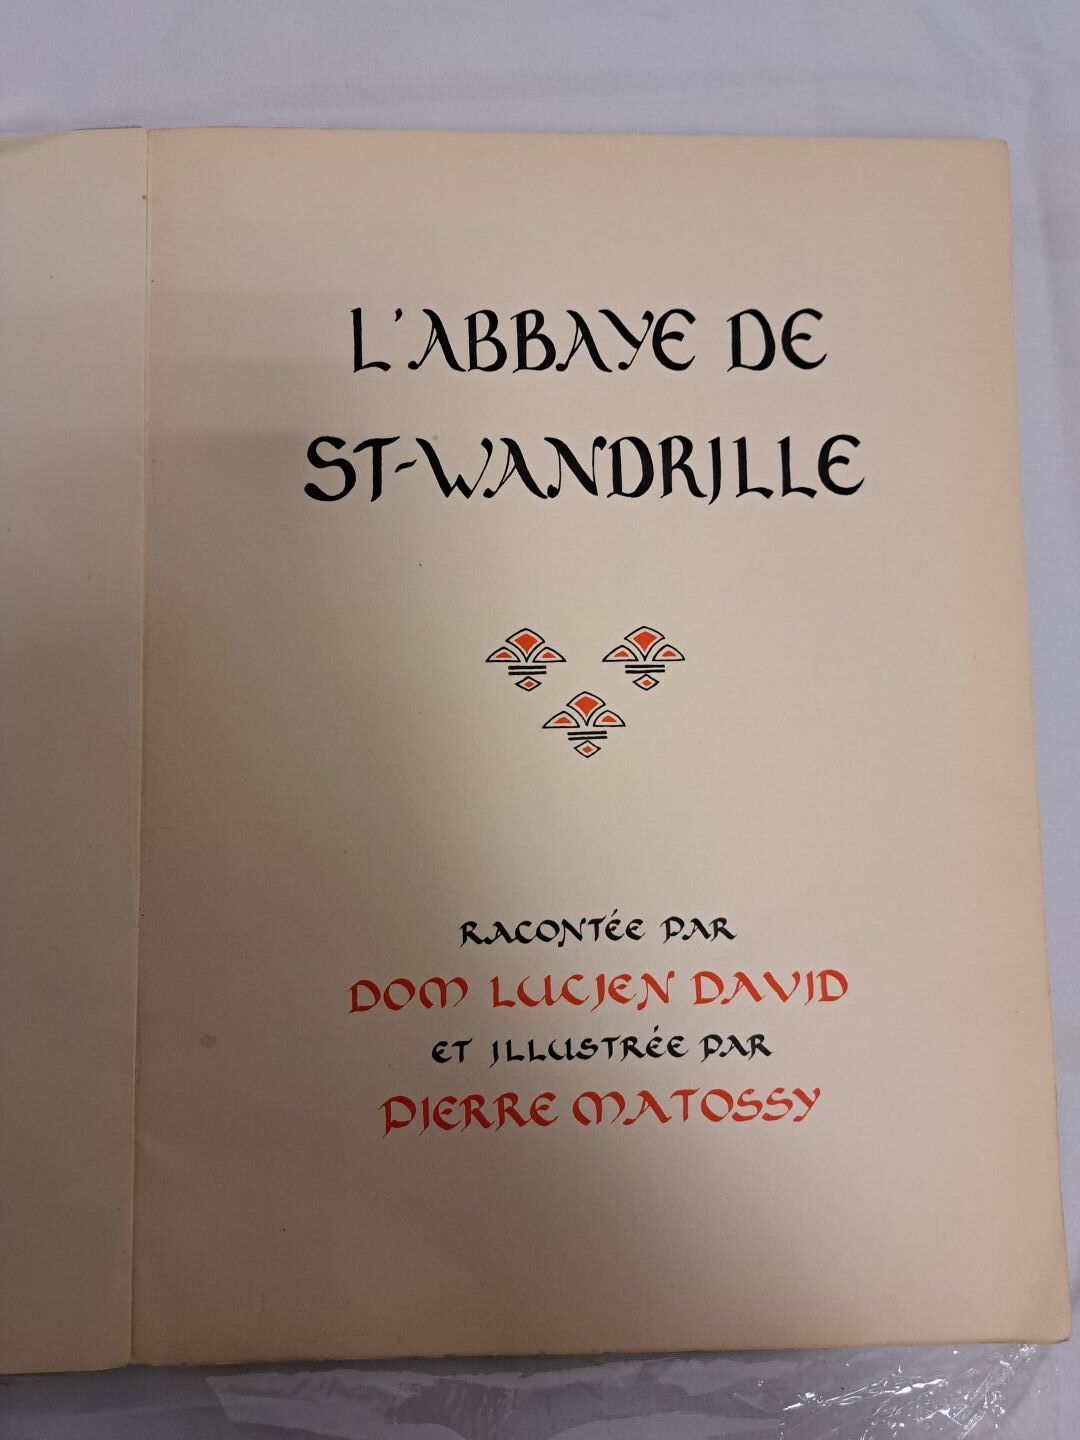 L'ABBAYE DE
ST-WANDRILLE
RACONTÉE PAR
DOM LUCIEN DAVID
ET ILLUSTRÉE PAR
PIERRE MATOSSY